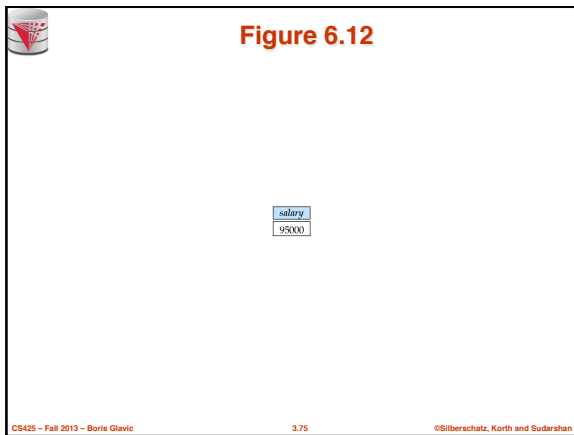 Figure 6.12
salary
95000
CS425 – Fall 2013 – Boris Glavic 3.75 ©Silberschatz, Korth and Sudarshan